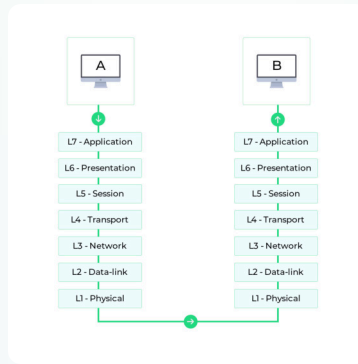 A
L7 - Application
L6 - Presentation
L5 - Session
L4 - Transport
L3 - Network
L2 - Data-link
L1 - Physical
B
L7 - Application
L6 - Presentation
L5 - Session
L4 - Transport
L3 - Network
L2 - Data-link
L1 - Physical